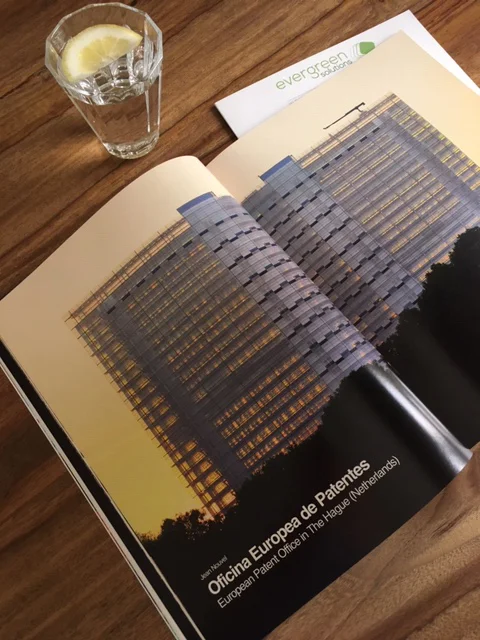 evergreen
solutions
Jean Nouvel
Oficina Europea de Patentes
European Patent Office in The Hague (Netherlands)